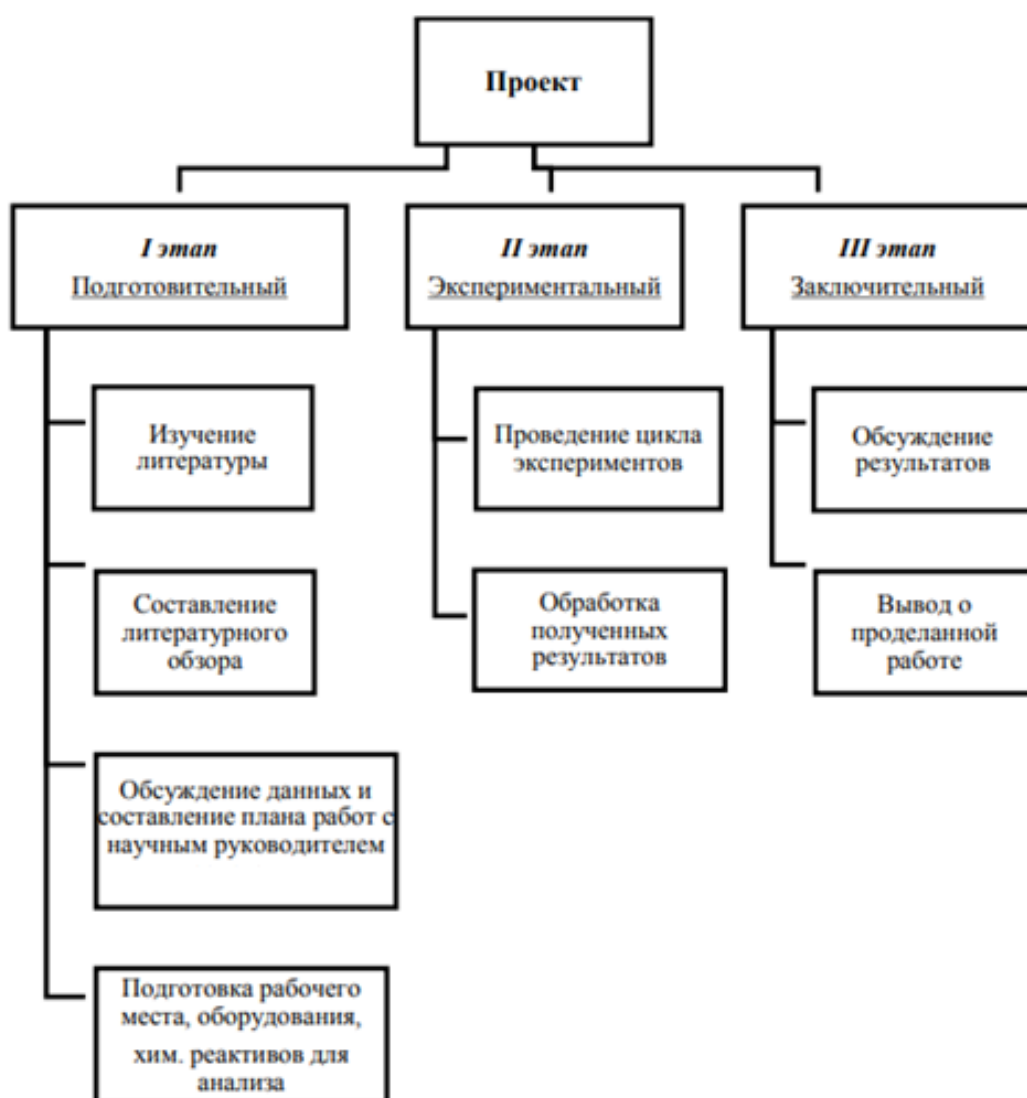 Проект
I этап
Подготовительный
Изучение
литературы
Составление
литературного
обзора
Обсуждение данных и
составление плана работ с
научным руководителем
Подготовка рабочего
места, оборудования,
хим. реактивов для
анализа
II этап
Экспериментальный
Проведение цикла
экспериментов
Обработка
полученных
результатов
III этап
Заключительный
Обсуждение
результатов
Вывод о
проделанной
работе